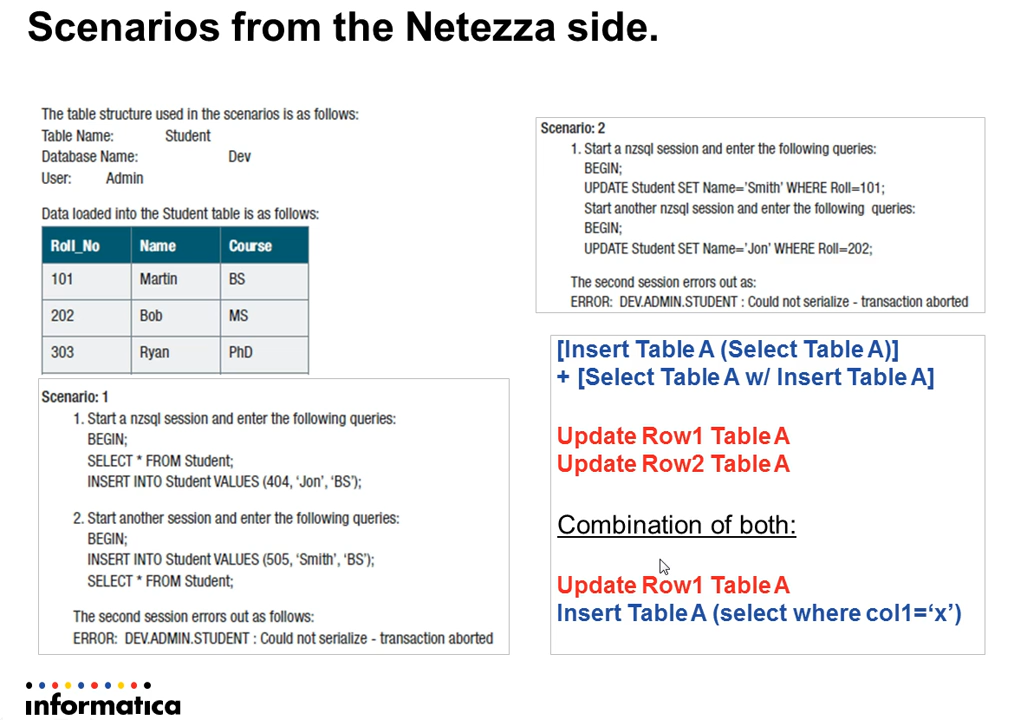 Scenarios from the Netezza side.
The table structure used in the scenarios is as follows:
Table Name: Student
Database Name: Dev
User: Admin
Data loaded into the Student table is as follows:
Roll_No Name Course
101 Martin BS
202 Bob MS
303 Ryan PhD
Scenario: 1
1. Start a nzsql session and enter the following queries:
BEGIN;
SELECT * FROM Student;
INSERT INTO Student VALUES (404, ‘Jon’, ‘BS’);
2. Start another session and enter the following queries:
BEGIN;
INSERT INTO Student VALUES (505, ‘Smith’, ‘BS’);
SELECT * FROM Student;
The second session errors out as follows:
ERROR: DEV.ADMIN.STUDENT : Could not serialize - transaction aborted
Scenario: 2
1. Start a nzsql session and enter the following queries:
BEGIN;
UPDATE Student SET Name=’Smith’ WHERE Roll=101;
Start another nzsql session and enter the following queries:
BEGIN;
UPDATE Student SET Name=’Jon’ WHERE Roll=202;
The second session errors out as:
ERROR: DEV.ADMIN.STUDENT : Could not serialize - transaction aborted
[Insert Table A (Select Table A)]
+ [Select Table A w/ Insert Table A]
Update Row1 Table A
Update Row2 Table A
Combination of both:
Update Row1 Table A
Insert Table A (select where col1=‘x’)
informatica